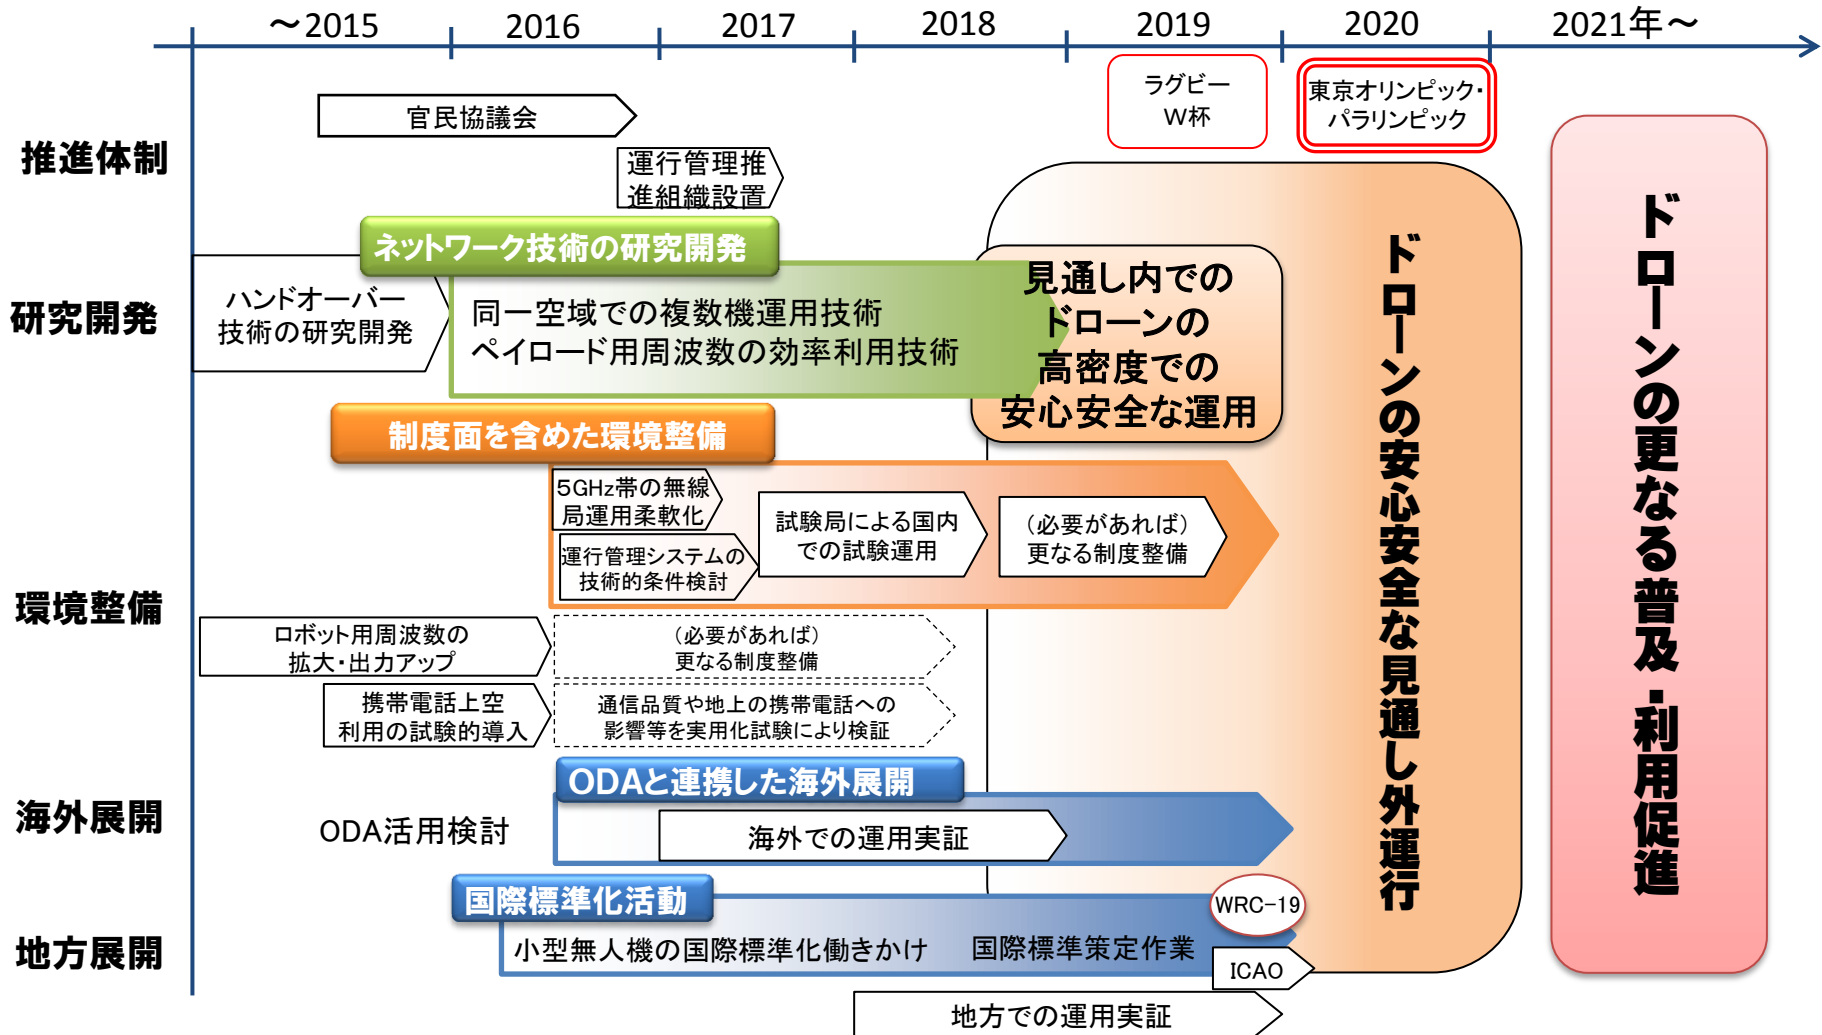 ～2015
2016
2017
2018
2019
2020
2021年～
推進体制
官民協議会
運行管理推
進組織設置
ラグビー
W杯
東京オリンピック・
パラリンピック
研究開発
ネットワーク技術の研究開発
ハンドオーバー
技術の研究開発
同一空域での複数機運用技術
ペイロード用周波数の効率利用技術
見通し内での
ドローンの
高密度での
安心安全な運用
ドローンの安心安全な見通し外運行
ドローンの更なる普及・利用促進
環境整備
制度面を含めた環境整備
5GHz帯の無線
局運用柔軟化
運行管理システムの
技術的条件検討
試験局による国内
での試験運用
（必要があれば）
更なる制度整備
ロボット用周波数の
拡大・出力アップ
（必要があれば）
更なる制度整備
携帯電話上空
利用の試験的導入
通信品質や地上の携帯電話への
影響等を実用化試験により検証
海外展開
ODAと連携した海外展開
ODA活用検討
海外での運用実証
地方展開
国際標準化活動
小型無人機の国際標準化働きかけ
国際標準策定作業
WRC-19
ICAO
地方での運用実証